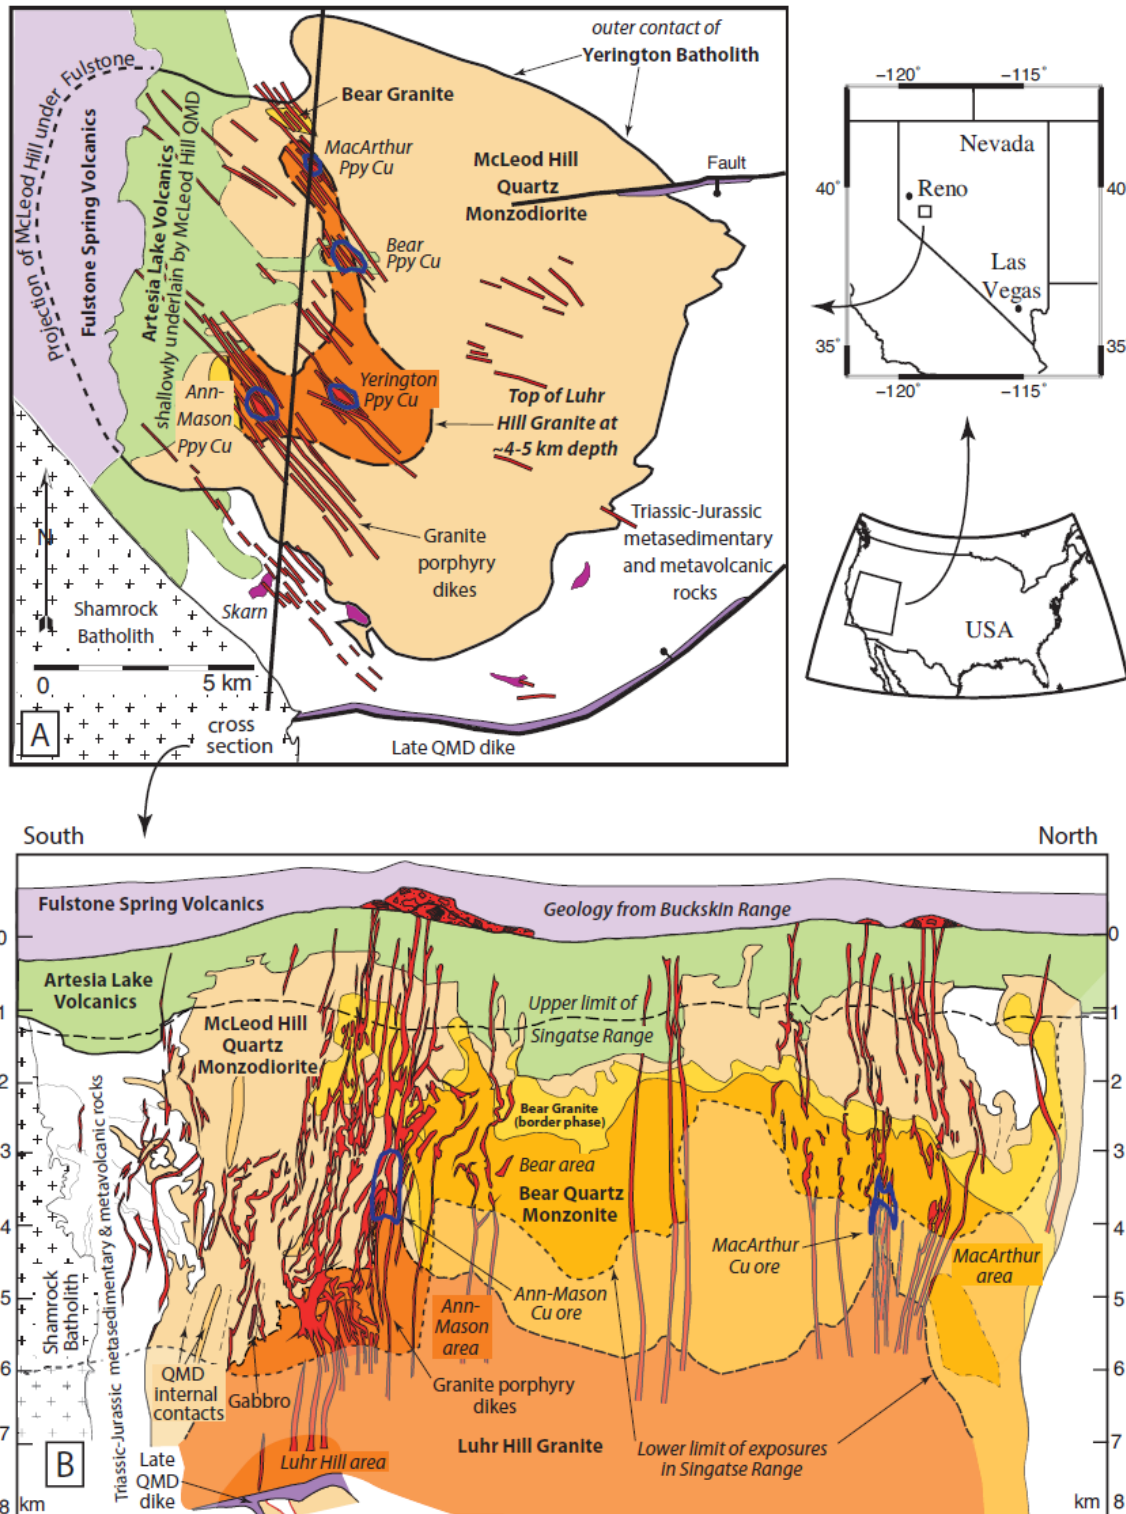 outer contact of
Yerington Batholith
Projection of McLeod Hill under Fulstone
Fulstone Spring Volcanics
Artesia Lake Volcanics
shallowly underlain by McLeod Hill QMD
Bear Granite
MacArthur
Ppy Cu
McLeod Hill
Quartz
Monzodiorite
Fault
Bear
Ppy Cu
Ann-
Mason
Ppy Cu
Yerington
Ppy Cu
Top of Luhr
Hill Granite at
~4-5 km depth
N
Granite
porphyry
dikes
Triassic-Jurassic
metasedimentary
and metavolcanic
rocks
Shamrock
Batholith
Skarn
0 5 km
A
cross
section
Late QMD dike
-120° -115°
Nevada
40° 40
Reno
Las
Vegas
35° 35
-120° -115°
USA
South North
Fulstone Spring Volcanics
Geology from Buckskin Range
0 0
Artesia Lake
Volcanics
Upper limit of
Singatse Range
1 1
McLeod Hill
Quartz
Monzodiorite
2 2
Bear Granite
(border phase)
3 3
Bear area
Bear Quartz
Monzonite
4 4
MacArthur
Cu ore
MacArthur
area
Ann-Mason
Cu ore
Ann-
Mason
area
5 5
Shamrock
Batholith
Triassic-Jurassic metasedimentary & metavolcanic rocks
6 6
QMD
internal
contacts
Gabbro
Granite porphyry
dikes
7 7
Luhr Hill Granite
Lower limit of exposures
in Singatse Range
B
Late
QMD
dike
Luhr Hill area
8 km km 8